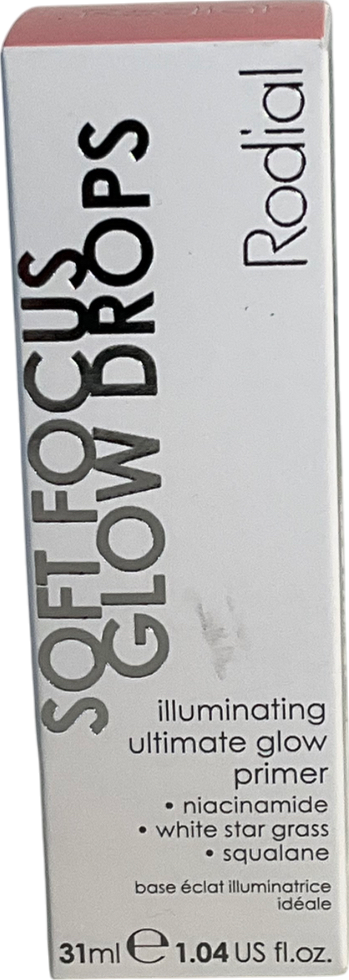 Rodial
SOFT FOCUS
GLOW DROPS
illuminating
ultimate glow
primer
• niacinamide
• white star grass
• squalane
base éclat illuminatrice
idéale
31ml ℮ 1.04 US fl.oz.